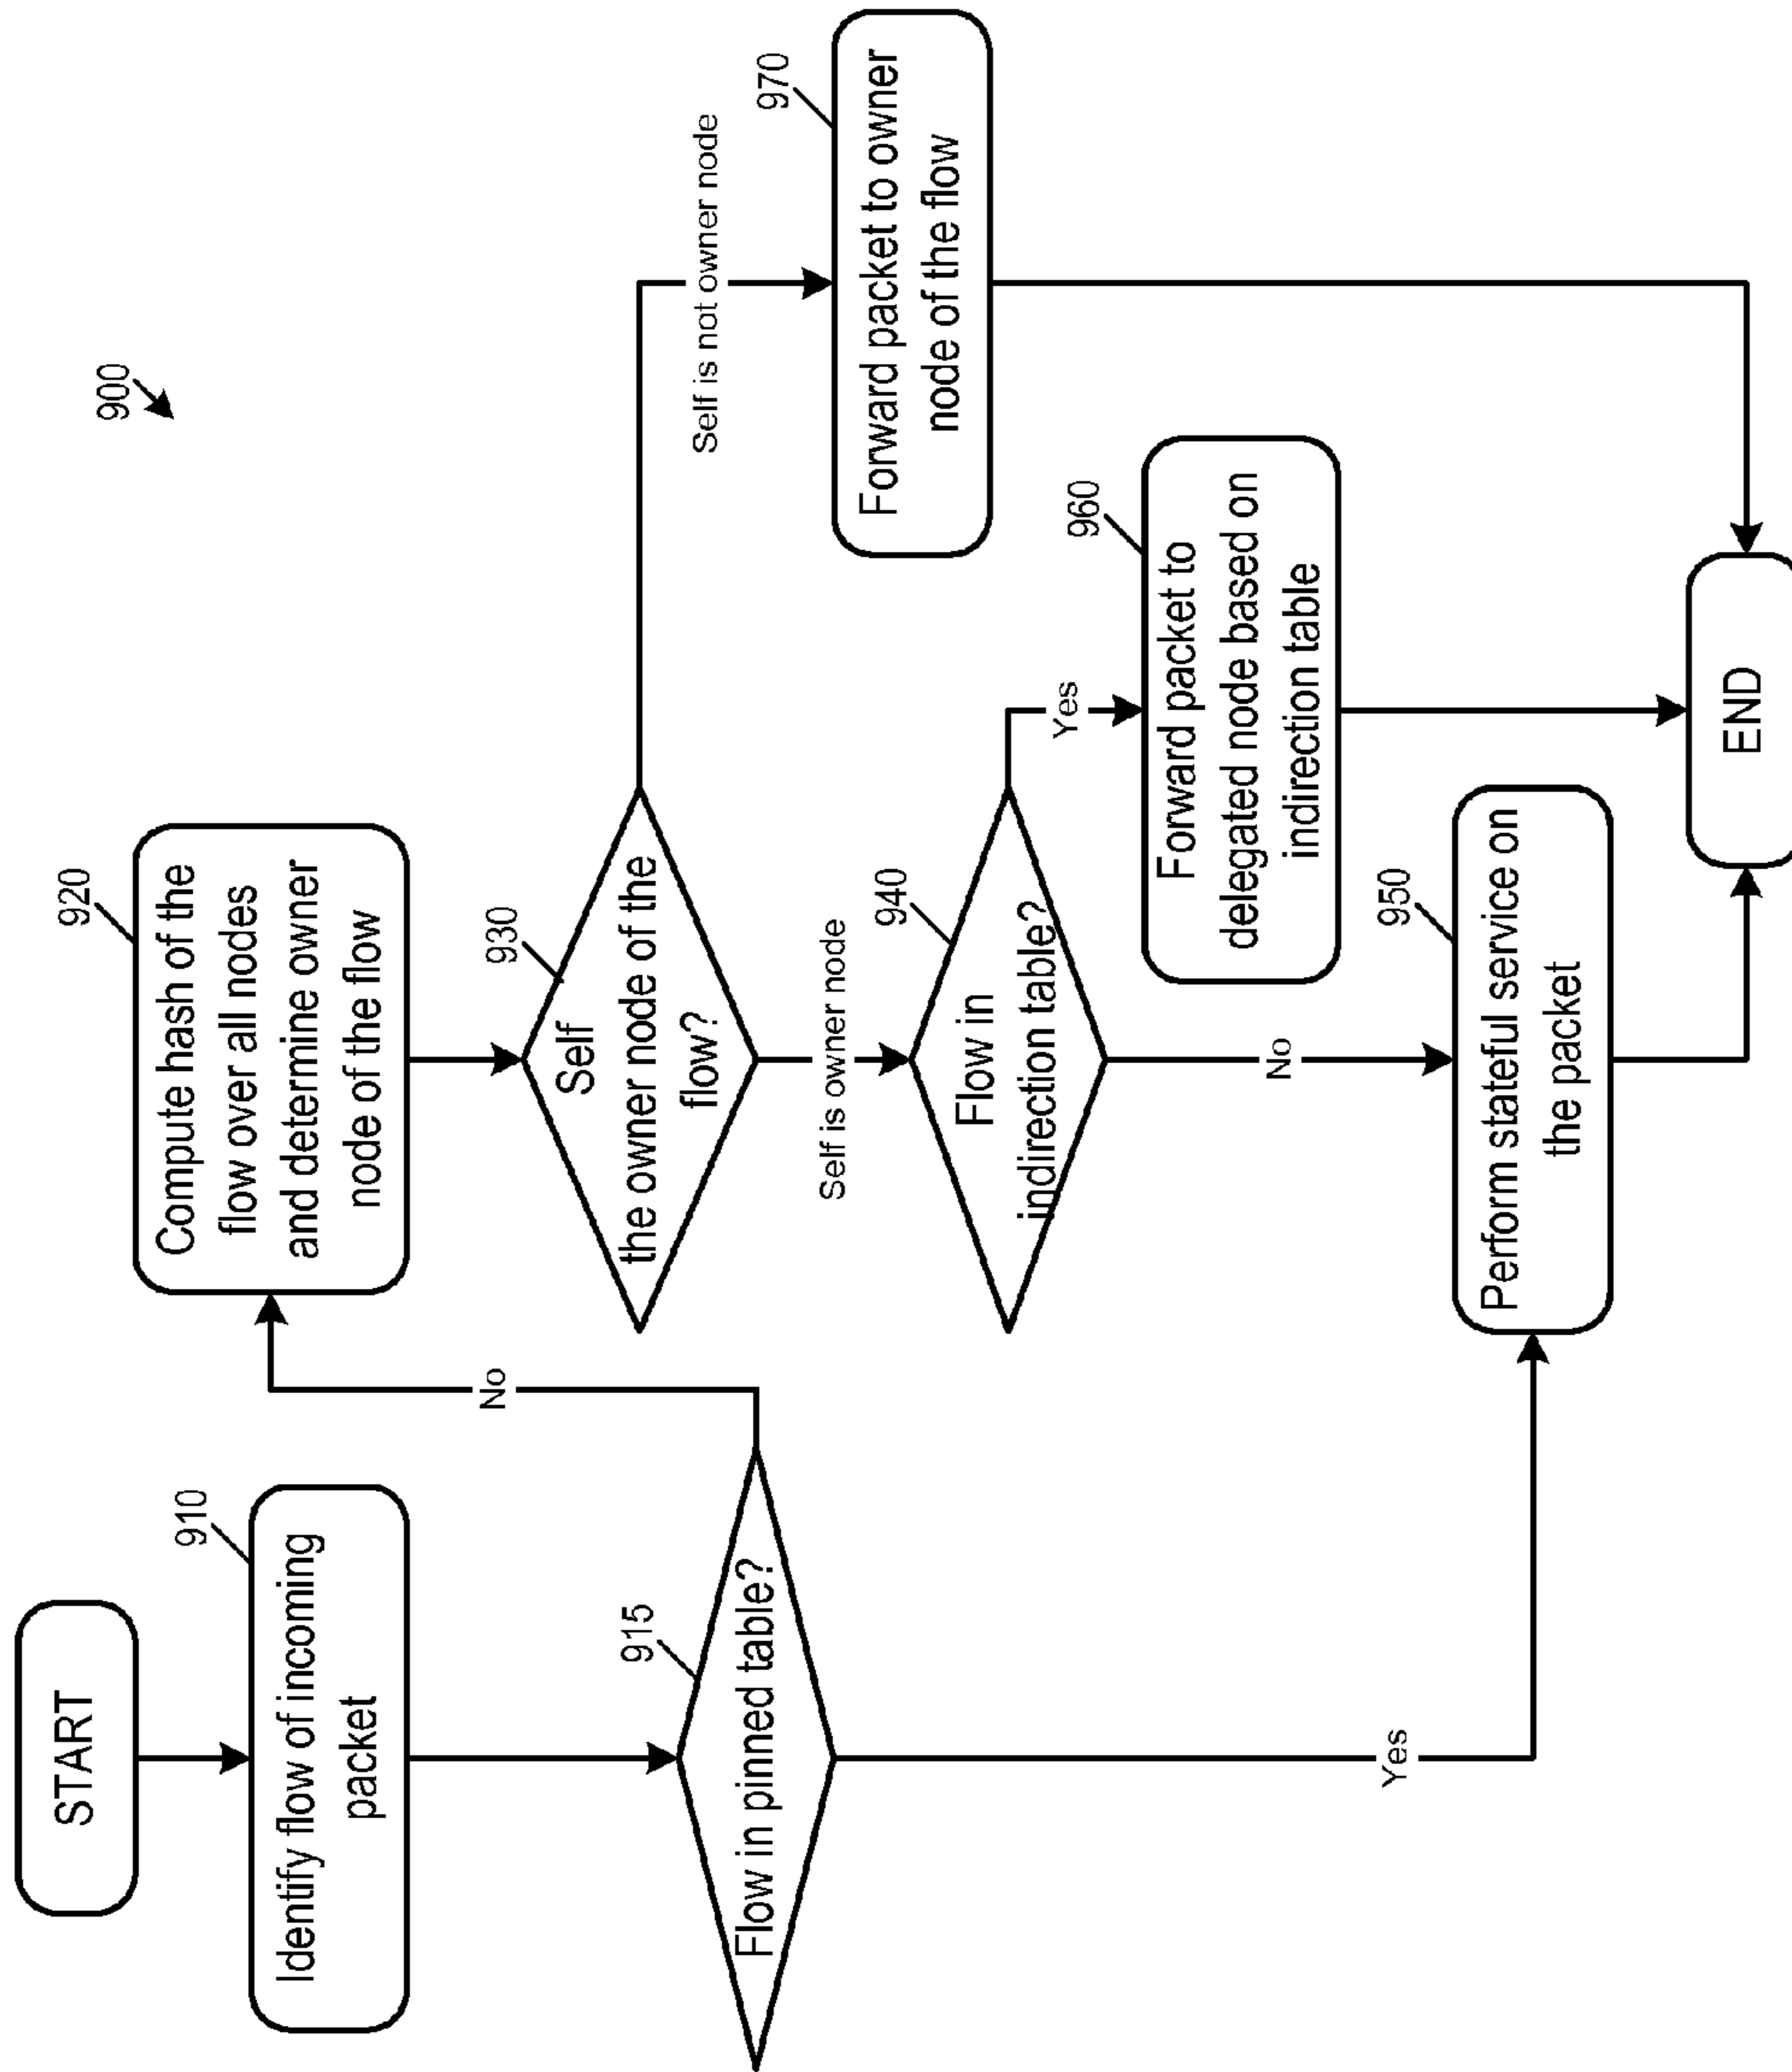 900
START
910
Identify flow of incoming
packet
915
Flow in pinned table?
No
Yes
920
Compute hash of the
flow over all nodes
and determine owner
node of the flow
930
Self
the owner node of the
flow?
Self is not owner node
Self is owner node
970
Forward packet to owner
node of the flow
940
Flow in
indirection table?
Yes
No
960
Forward packet to
delegated node based on
indirection table
950
Perform stateful service on
the packet
END